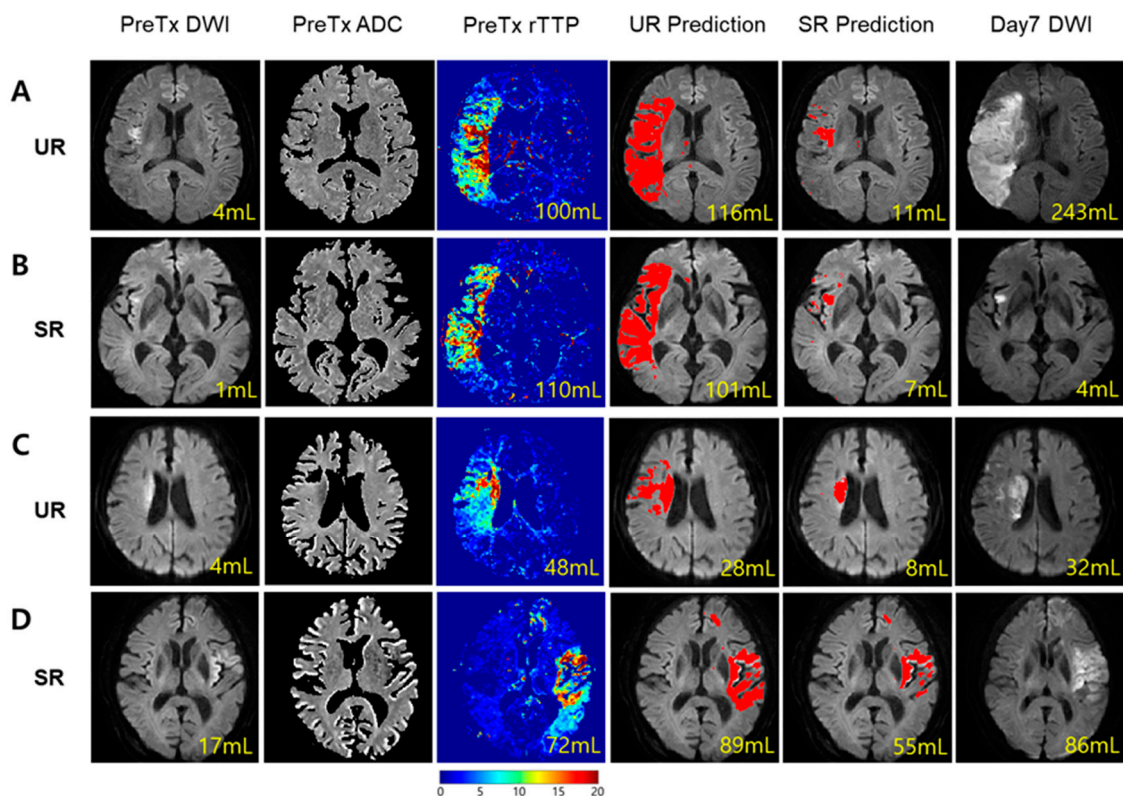 PreTx DWI PreTx ADC PreTx rTTP UR Prediction SR Prediction Day7 DWI
A
UR
4mL 100mL 116mL 11mL 243mL
B
SR
1mL 110mL 101mL 7mL 4mL
C
UR
4mL 48mL 28mL 8mL 32mL
D
SR
17mL 72mL 89mL 55mL 86mL
0 5 10 15 20